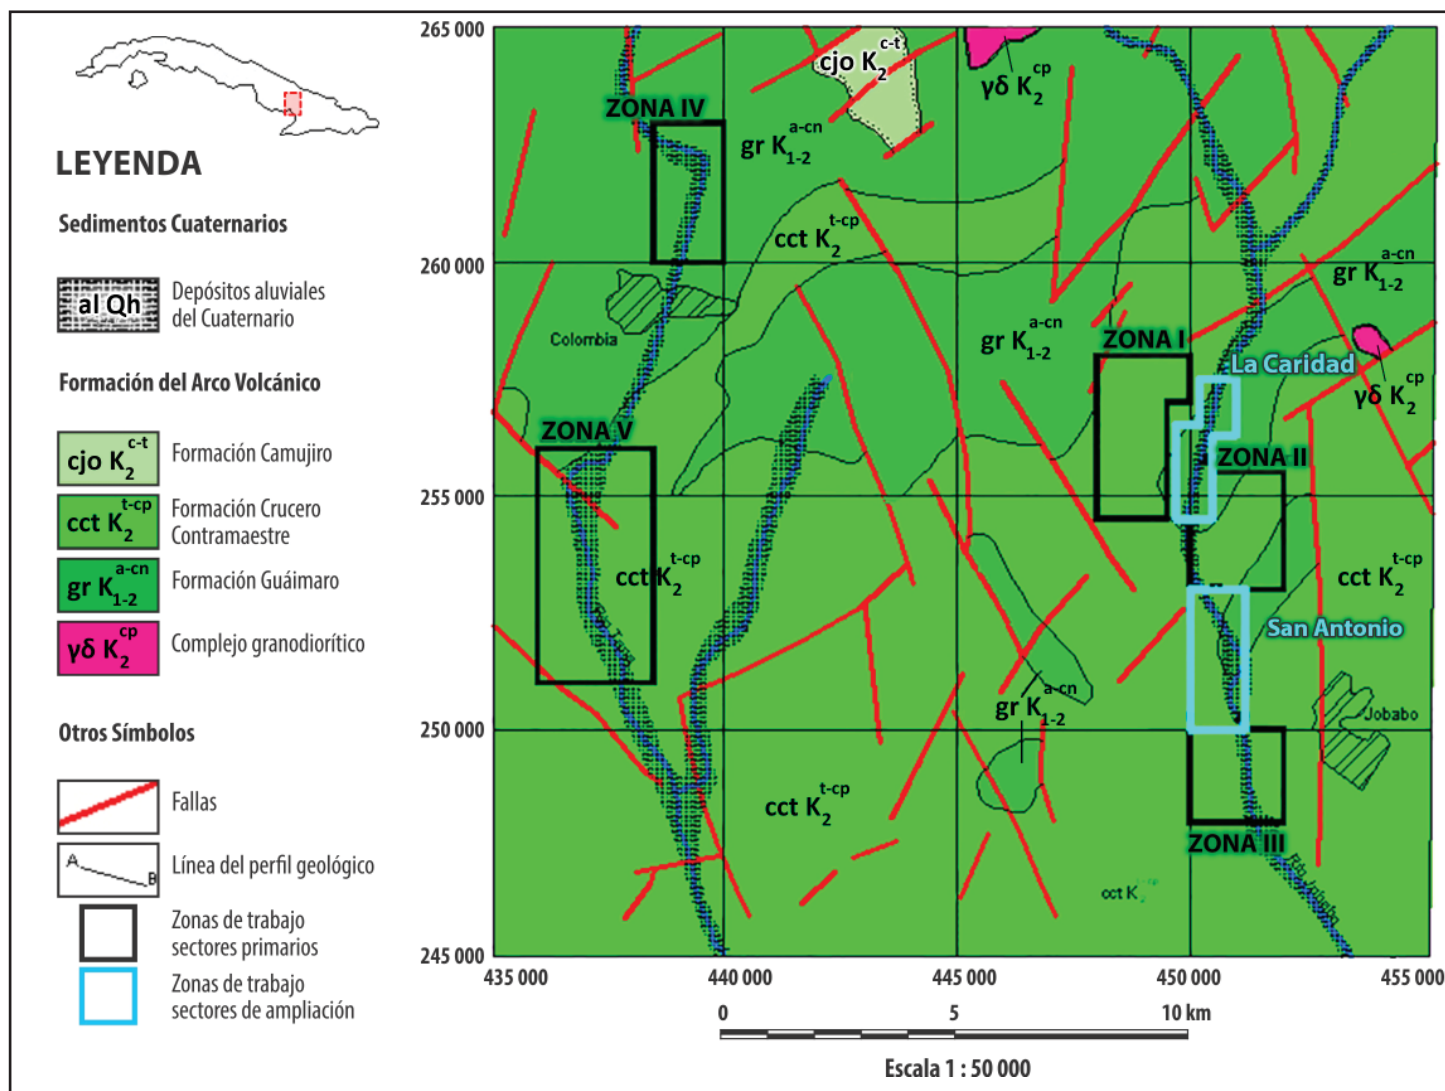 LEYENDA
Sedimentos Cuaternarios
al Qh
Depósitos aluviales
del Cuaternario
Formación del Arco Volcánico
cjo K₂ᶜ⁻ᵗ
Formación Camujiro
cct K₂ᵗ⁻ᶜᵖ
Formación Crucero
Contramaestre
gr K₁₋₂ᵃ⁻ᶜⁿ
Formación Guáimaro
γδ K₂ᶜᵖ
Complejo granodiorítico
Otros Símbolos
Fallas
A B
Línea del perfil geológico
Zonas de trabajo
sectores primarios
Zonas de trabajo
sectores de ampliación
265 000
260 000
255 000
250 000
245 000
435 000
440 000
445 000
450 000
455 000
cjo K₂ᶜ⁻ᵗ
γδ K₂ᶜᵖ
ZONA IV
gr K₁₋₂ᵃ⁻ᶜⁿ
cct K₂ᵗ⁻ᶜᵖ
gr K₁₋₂ᵃ⁻ᶜⁿ
Colombia
gr K₁₋₂ᵃ⁻ᶜⁿ
ZONA I
La Caridad
γδ K₂ᶜᵖ
ZONA V
ZONA II
cct K₂ᵗ⁻ᶜᵖ
cct K₂ᵗ⁻ᶜᵖ
San Antonio
gr K₁₋₂ᵃ⁻ᶜⁿ
Jobabo
cct K₂ᵗ⁻ᶜᵖ
ZONA III
Río Jobabo
cct K₂ᵗ⁻ᶜᵖ
0 5 10 km
Escala 1 : 50 000